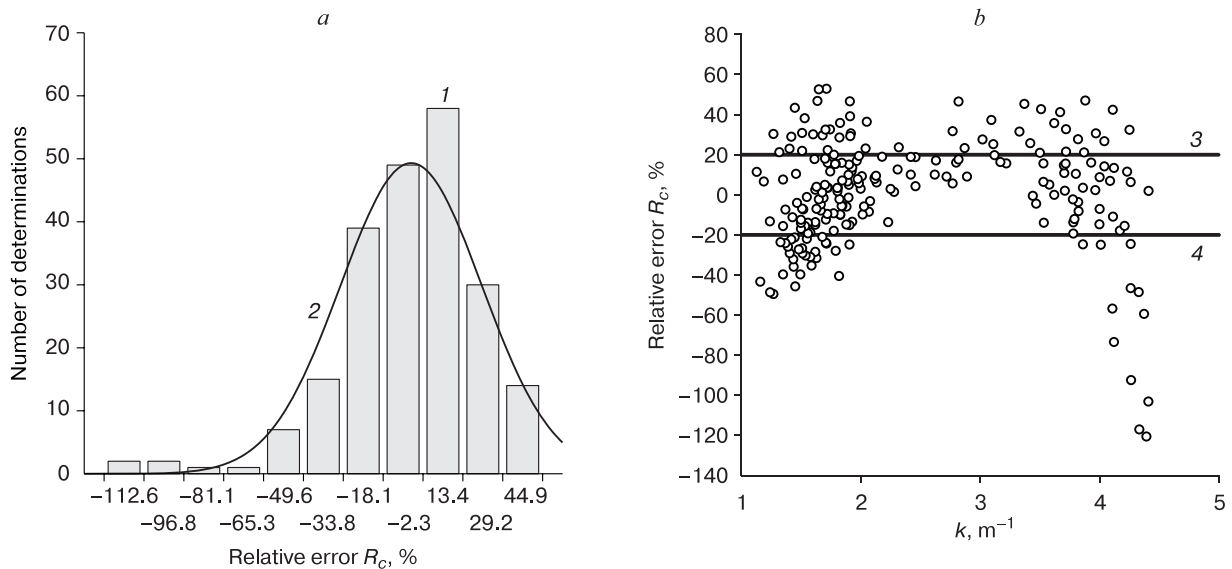 a
70
60
50
40
30
20
10
0
Number of determinations
1
2
−112.6 −81.1 −49.6 −18.1 13.4 44.9
−96.8 −65.3 −33.8 −2.3 29.2
Relative error Rc, %
b
80
60
40
20
0
−20
−40
−60
−80
−100
−120
−140
Relative error Rc, %
3
4
1 2 3 4 5
k, m−1